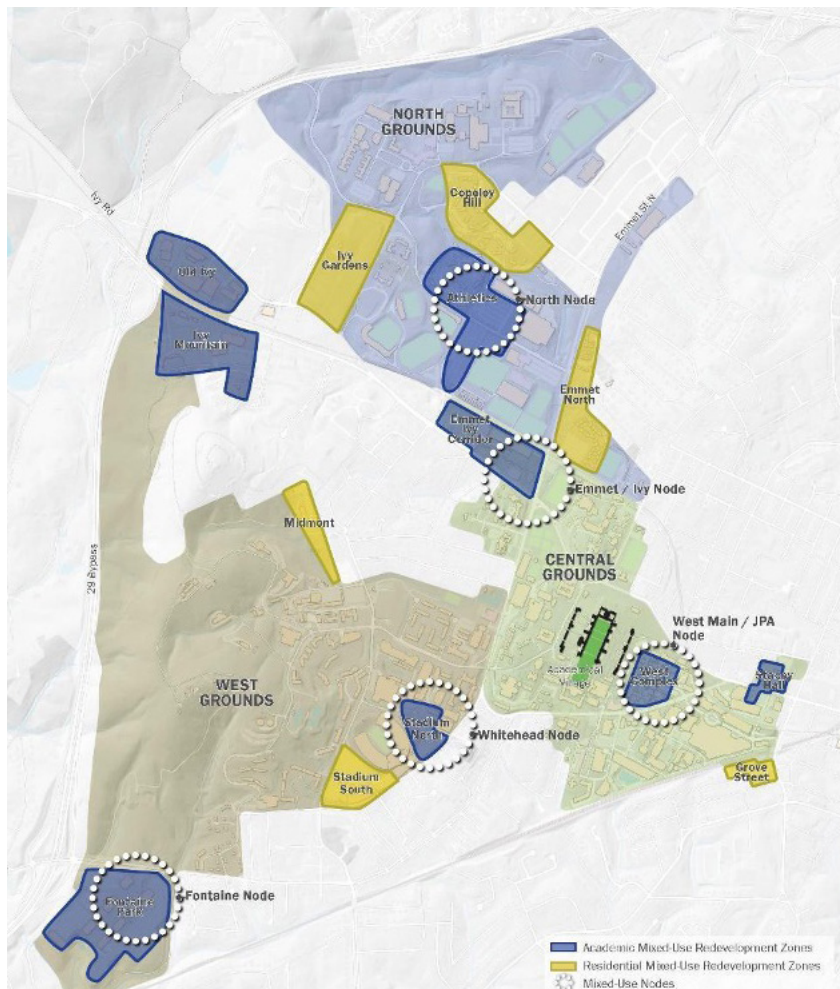 NORTH
GROUNDS
Copeley
Hill
Emmet St N
Ivy Rd
Ivy
Gardens
Old Ivy
Athletics
North Node
Ivy
Mountain
Emmet
North
Emmet
Ivy
Corridor
Emmet / Ivy Node
Midmont
CENTRAL
GROUNDS
29 Bypass
West Main / JPA
Node
Academical
Village
West
Complex
Stacey
Hall
WEST
GROUNDS
Stadium
North
Whitehead Node
Stadium
South
Grove
Street
Fontaine
Park
Fontaine Node
Academic Mixed-Use Redevelopment Zones
Residential Mixed-Use Redevelopment Zones
Mixed-Use Nodes